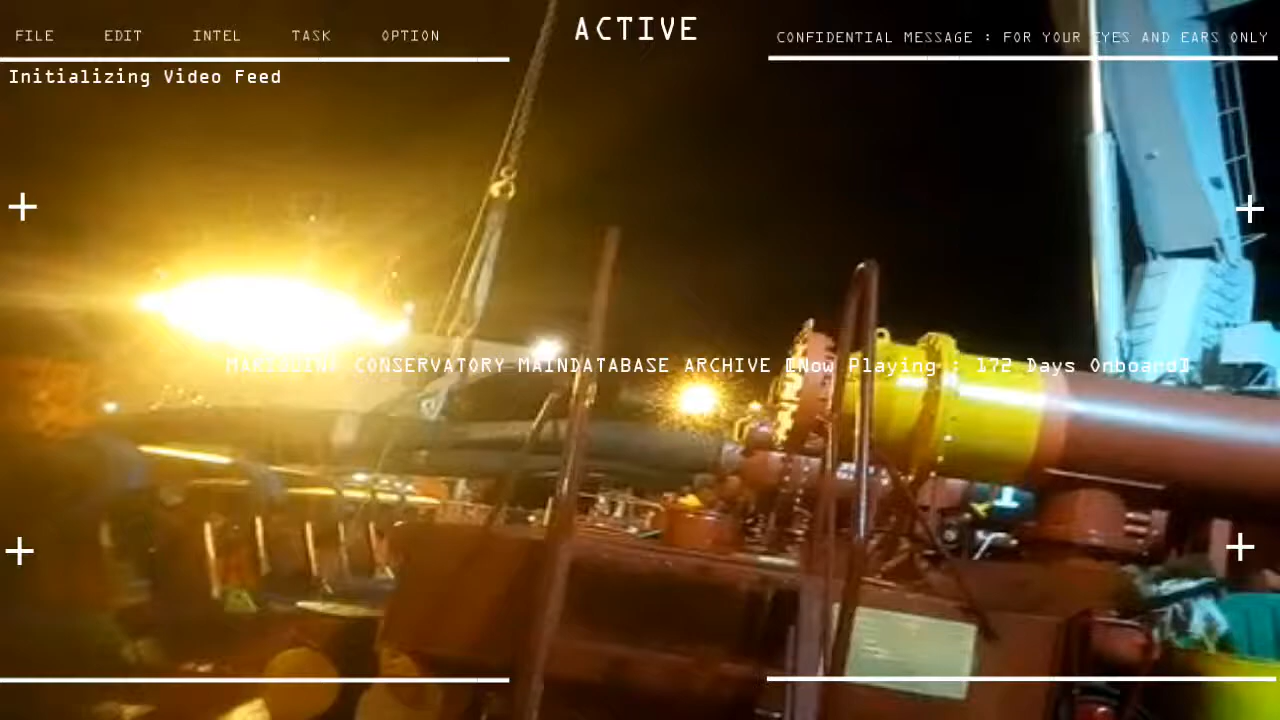 FILE EDIT INTEL TASK OPTION
ACTIVE
CONFIDENTIAL MESSAGE : FOR YOUR EYES AND EARS ONLY
Initializing Video Feed
CONSERVATORY MAINDATABASE ARCHIVE [Now Playing : 172 Days Onboard]